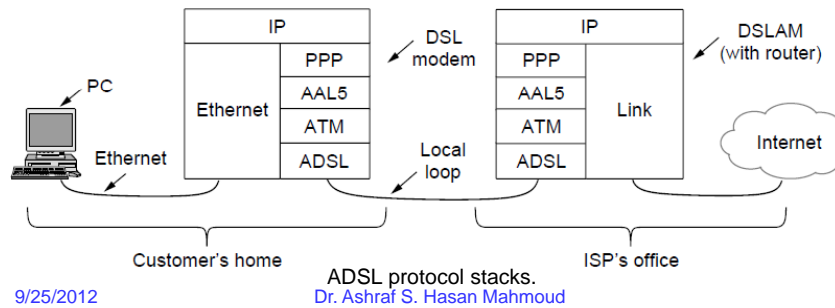 IP
IP
DSL
modem
DSLAM
(with router)
PPP
PPP
PC
AAL5
AAL5
Ethernet
Link
ATM
ATM
Internet
Ethernet
Local
loop
ADSL
ADSL
Customer's home
ISP's office
ADSL protocol stacks.
9/25/2012
Dr. Ashraf S. Hasan Mahmoud